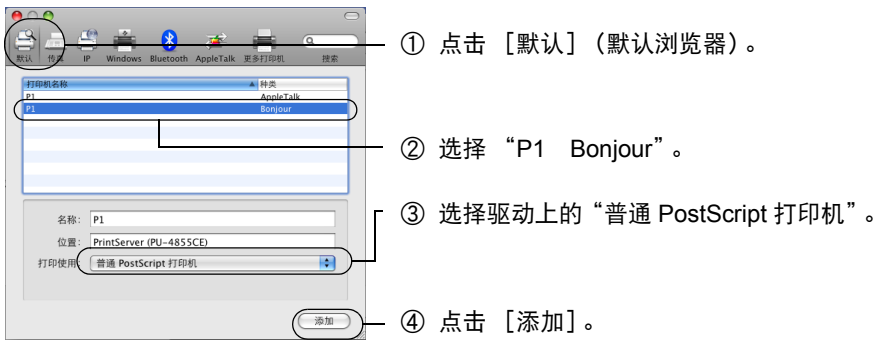 默认 传真 IP Windows Bluetooth AppleTalk 更多打印机 搜索
打印机名称 种类
P1 AppleTalk
P1 Bonjour
名称: P1
位置: PrintServer (PU-4855CE)
打印使用: 普通 PostScript 打印机
添加
① 点击 [默认] (默认浏览器)。
② 选择 “P1 Bonjour”。
③ 选择驱动上的“普通 PostScript 打印机”。
④ 点击 [添加]。